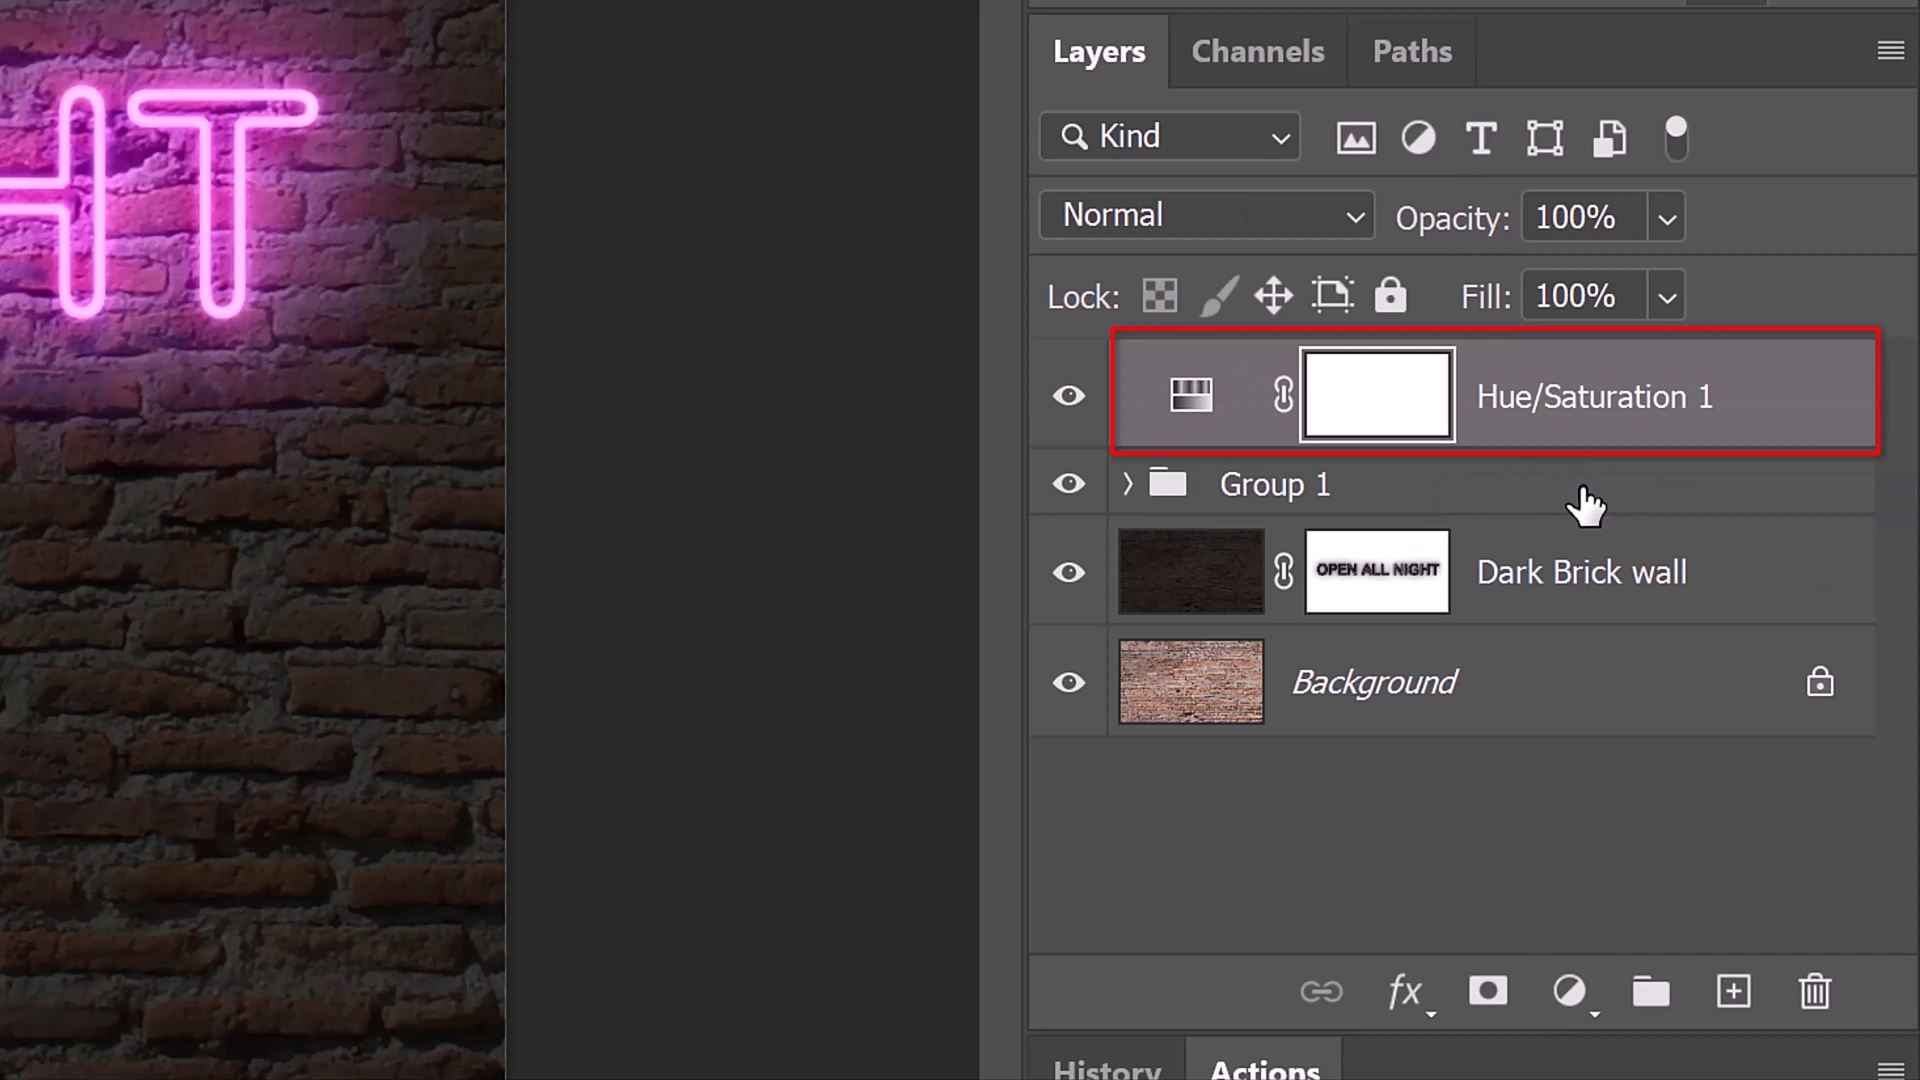 HT
Layers Channels Paths
Kind
Normal Opacity: 100%
Lock: Fill: 100%
Hue/Saturation 1
Group 1
OPEN ALL NIGHT Dark Brick wall
Background
fx
History Actions